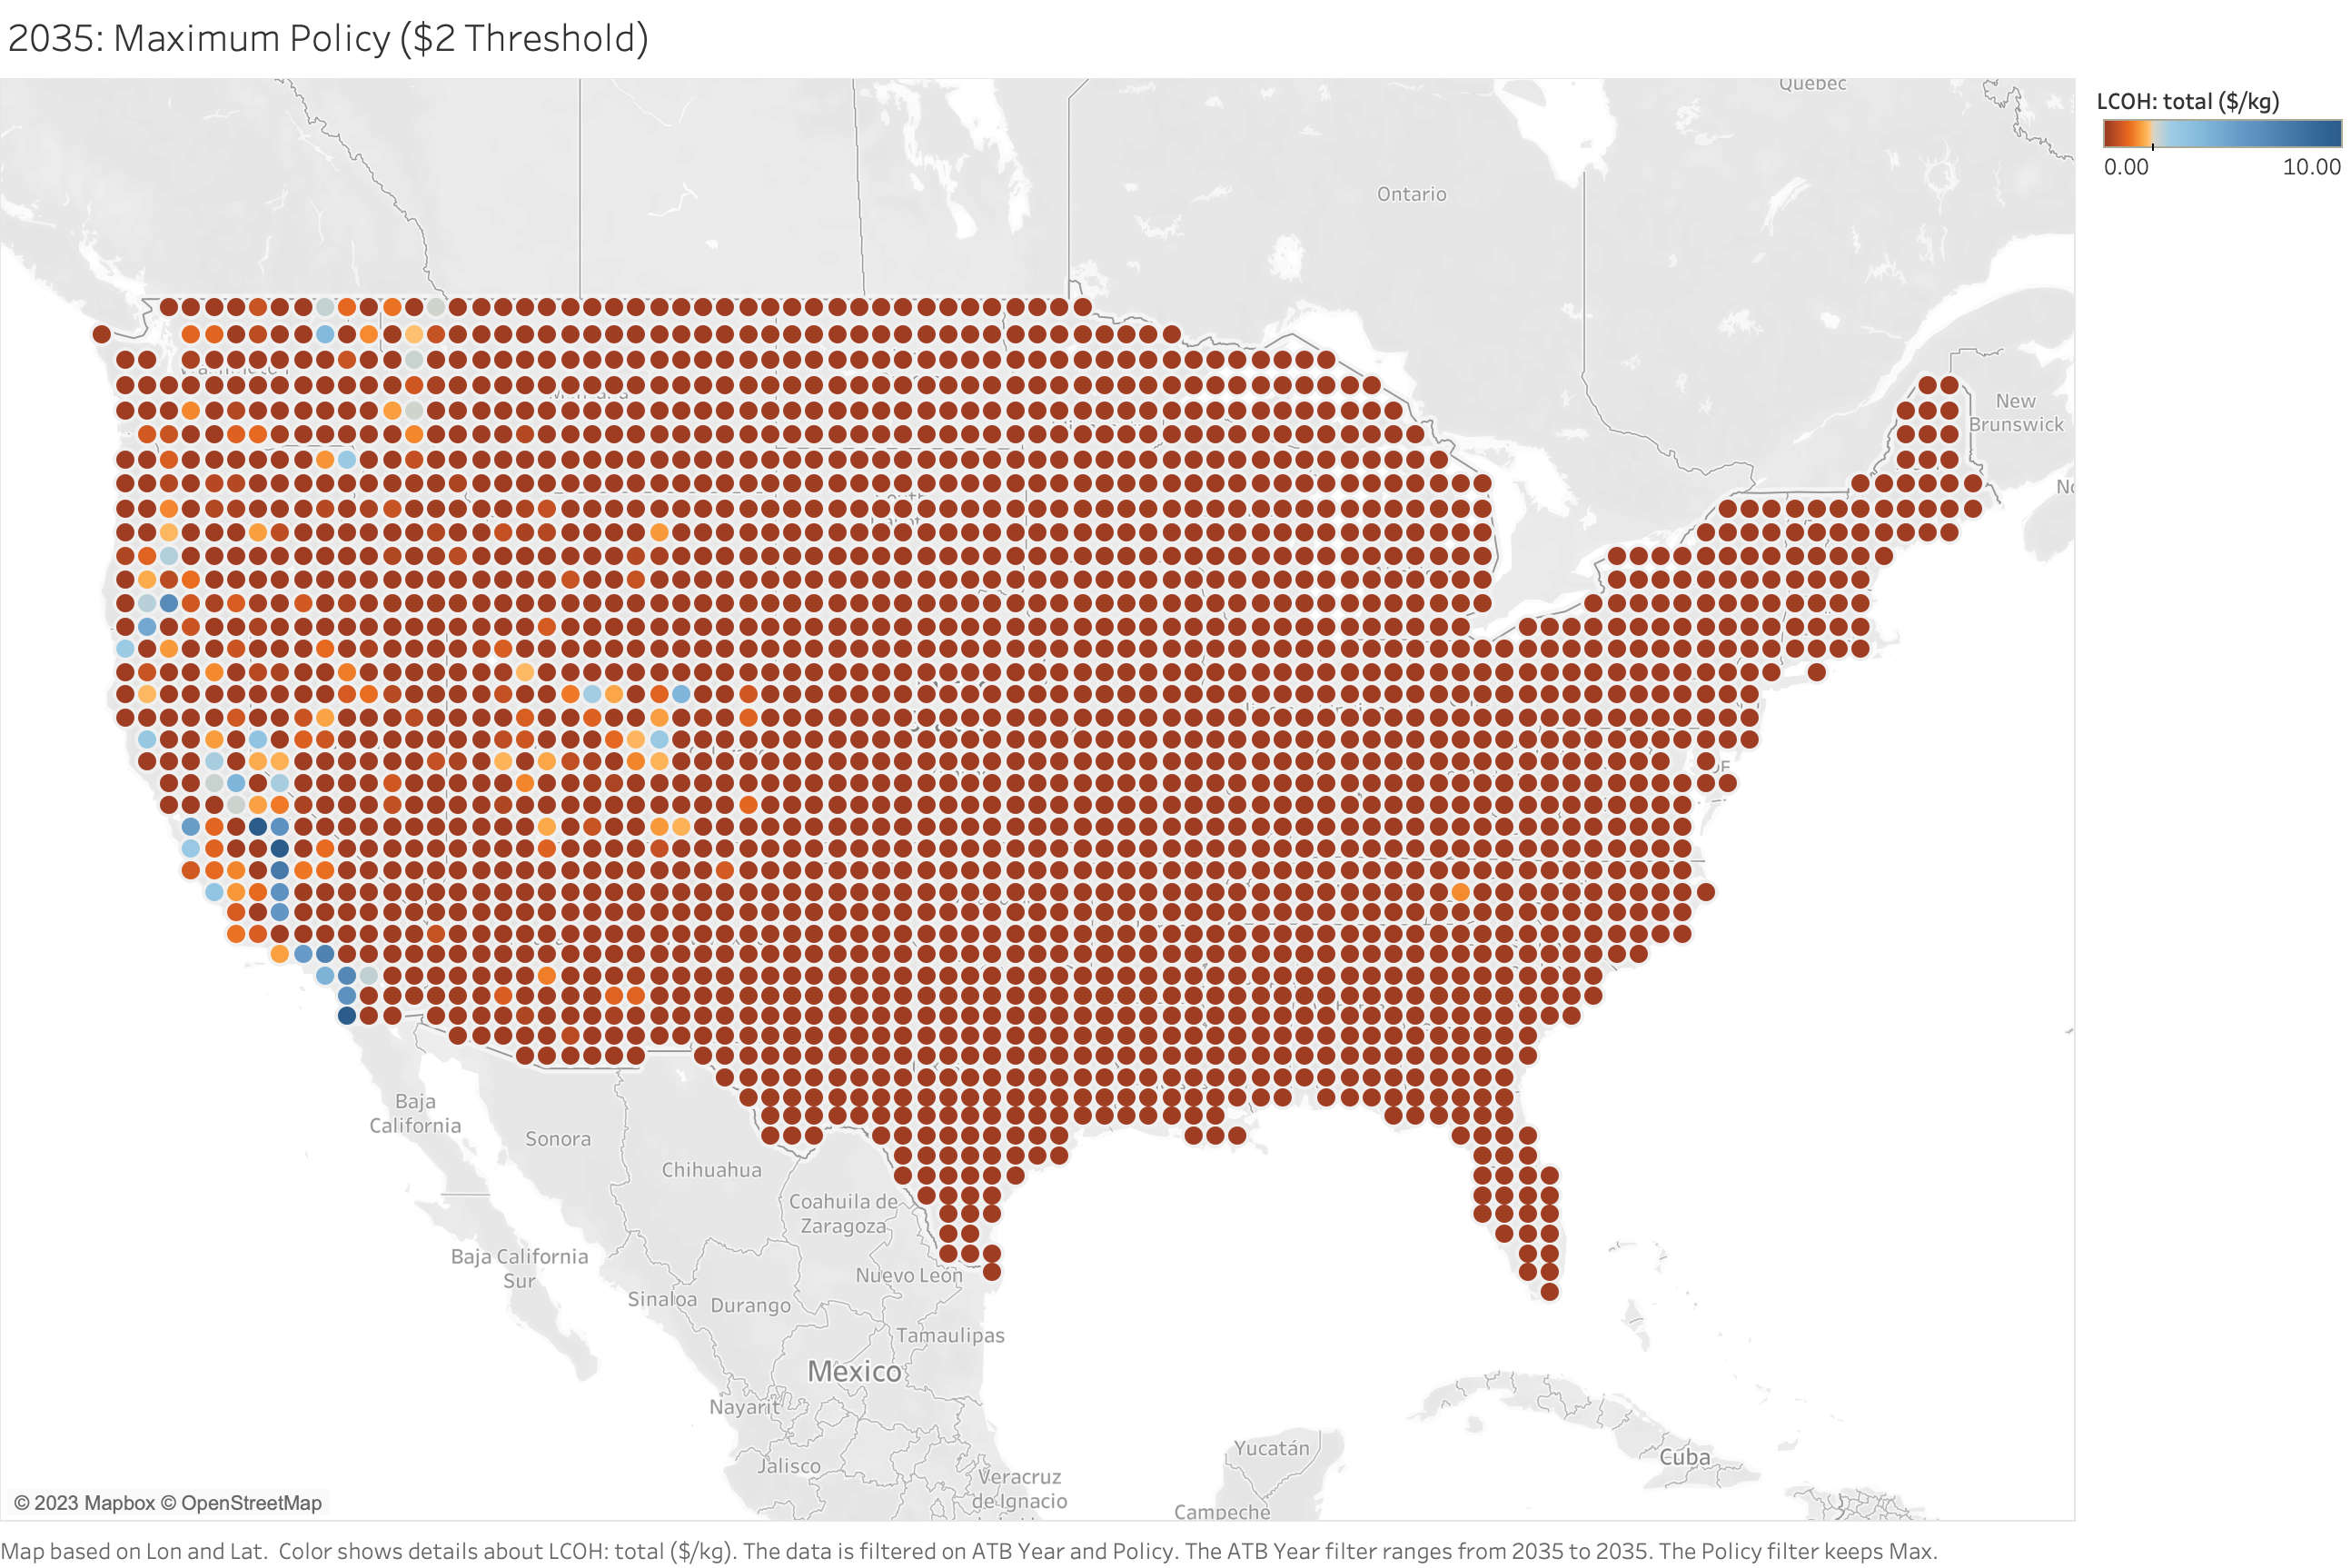 2035: Maximum Policy ($2 Threshold)
LCOH: total ($/kg)
0.00
10.00
Quebec
Ontario
New
Brunswick
Baja
California
Sonora
Chihuahua
Coahuila de
Zaragoza
Baja California
Sur
Nuevo León
Sinaloa
Durango
Tamaulipas
Mexico
Nayarit
Jalisco
Yucatán
Cuba
Veracruz
de Ignacio
Campeche
© 2023 Mapbox © OpenStreetMap
Map based on Lon and Lat. Color shows details about LCOH: total ($/kg). The data is filtered on ATB Year and Policy. The ATB Year filter ranges from 2035 to 2035. The Policy filter keeps Max.